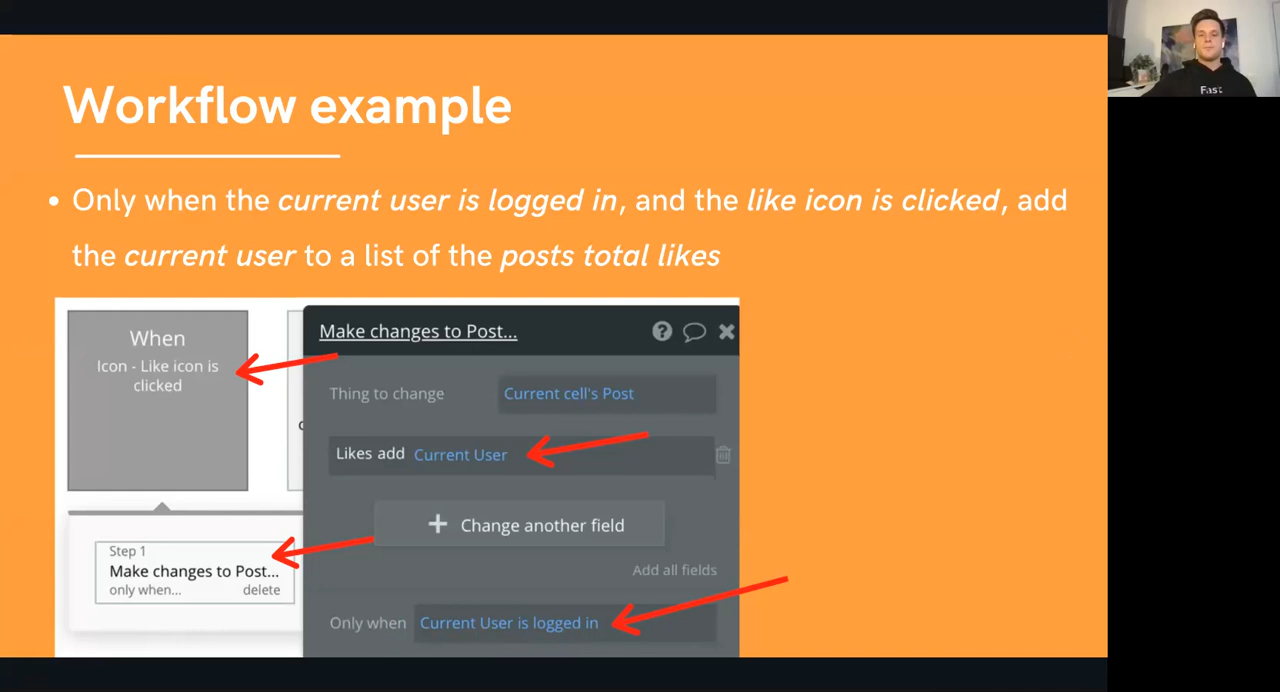 Workflow example
• Only when the current user is logged in, and the like icon is clicked, add
the current user to a list of the posts total likes
When
Icon - Like icon is
clicked
Step 1
Make changes to Post...
only when... delete
Make changes to Post...
Thing to change Current cell's Post
Likes add Current User
+ Change another field
Add all fields
Only when Current User is logged in
Fast